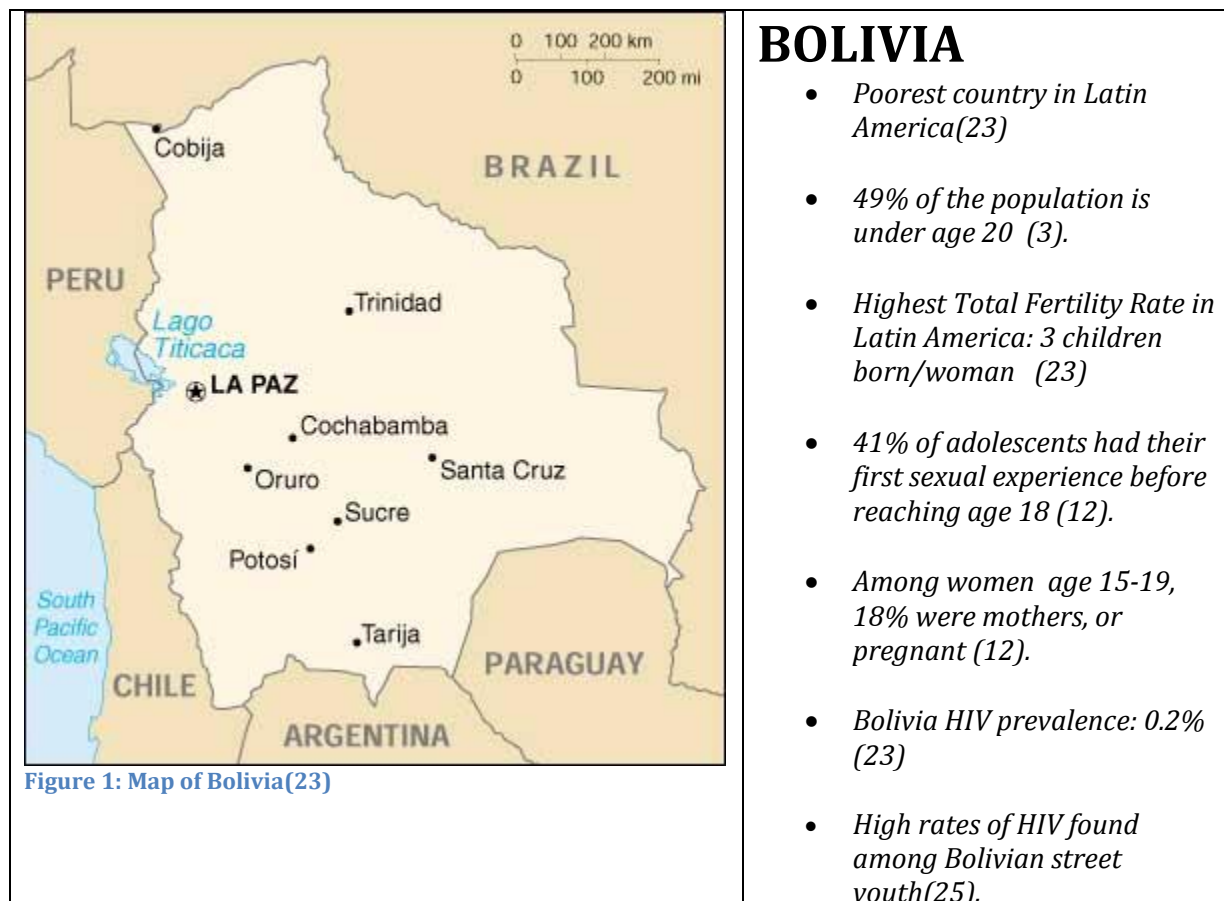 0 100 200 km
0 100 200 mi
Cobija
BRAZIL
PERU
Trinidad
Lago
Titicaca
LA PAZ
Cochabamba
Oruro
Santa Cruz
Sucre
Potosí
South
Pacific
Ocean
Tarija
PARAGUAY
CHILE
ARGENTINA
Figure 1: Map of Bolivia(23)
BOLIVIA
• Poorest country in Latin
America(23)
• 49% of the population is
under age 20 (3).
• Highest Total Fertility Rate in
Latin America: 3 children
born/woman (23)
• 41% of adolescents had their
first sexual experience before
reaching age 18 (12).
• Among women age 15-19,
18% were mothers, or
pregnant (12).
• Bolivia HIV prevalence: 0.2%
(23)
• High rates of HIV found
among Bolivian street
youth(25).